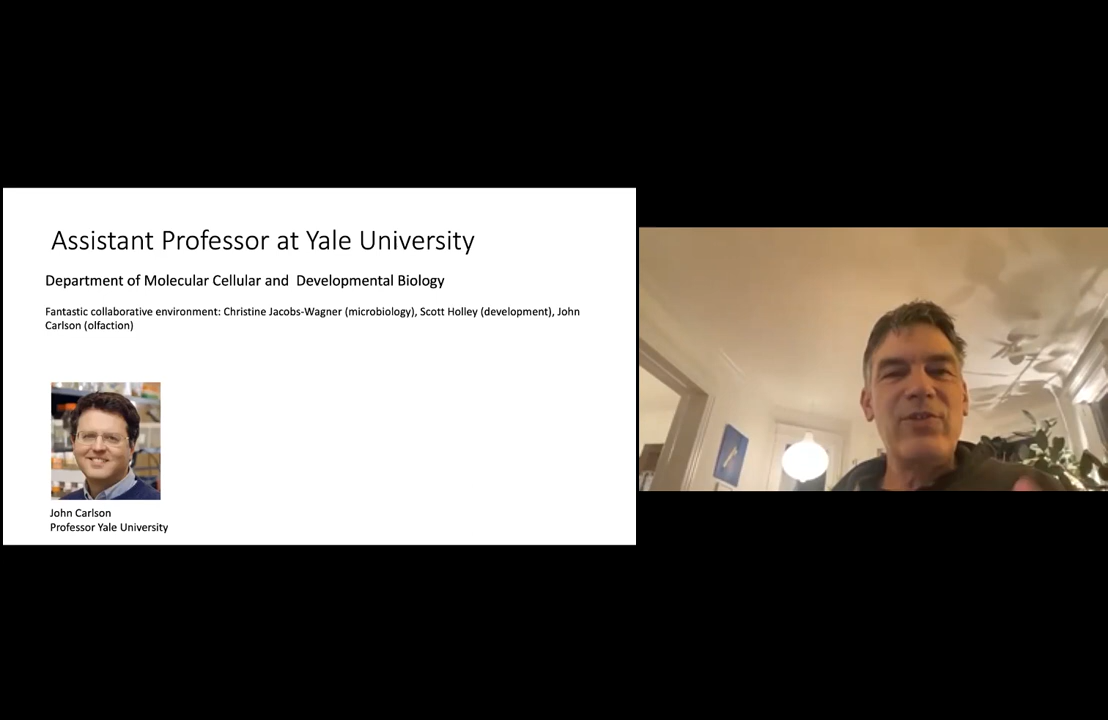 Assistant Professor at Yale University
Department of Molecular Cellular and  Developmental Biology
Fantastic collaborative environment: Christine Jacobs-Wagner (microbiology), Scott Holley (development), John
Carlson (olfaction)
John Carlson
Professor Yale University